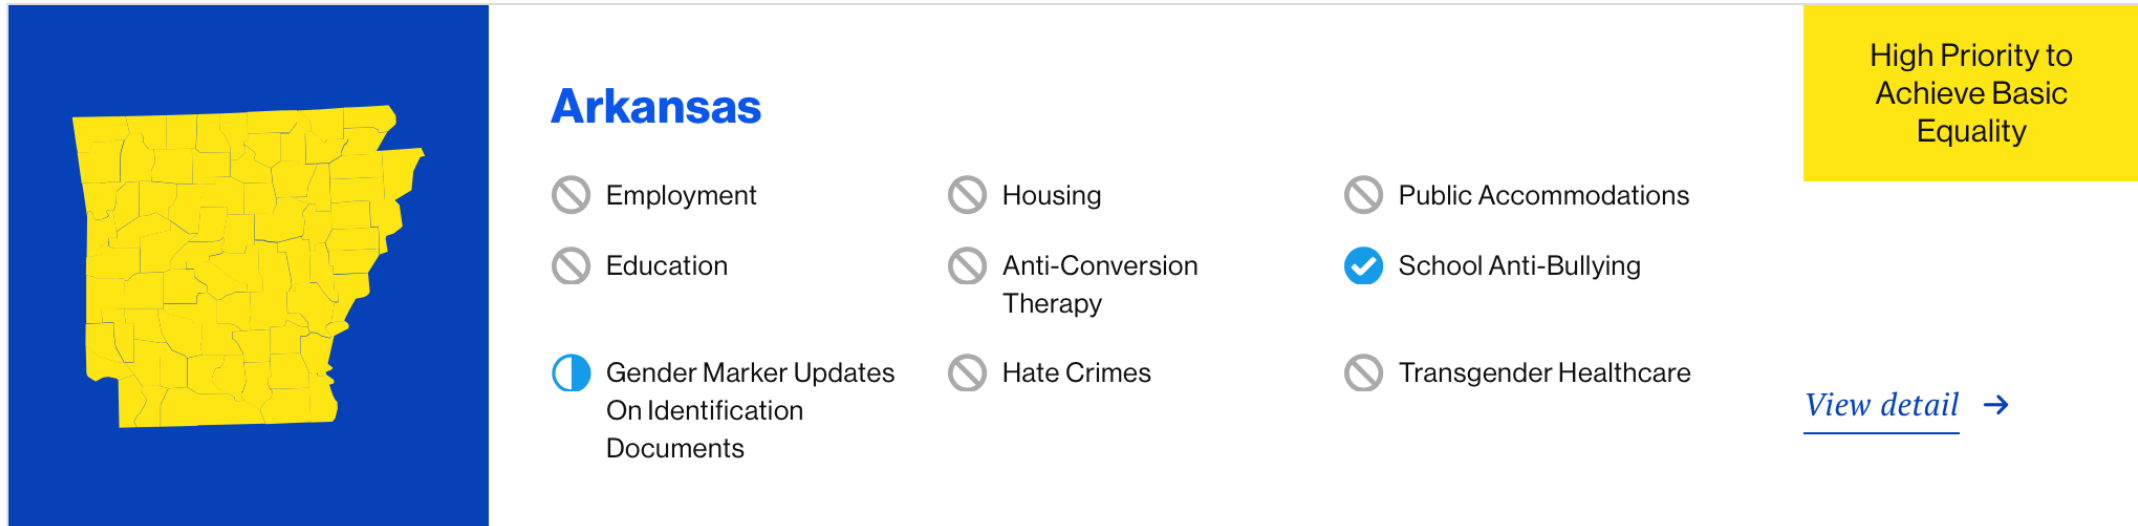 High Priority to
Achieve Basic
Equality
Arkansas
Employment
Housing
Public Accommodations
Education
Anti-Conversion
Therapy
School Anti-Bullying
Gender Marker Updates
On Identification
Documents
Hate Crimes
Transgender Healthcare
View detail →